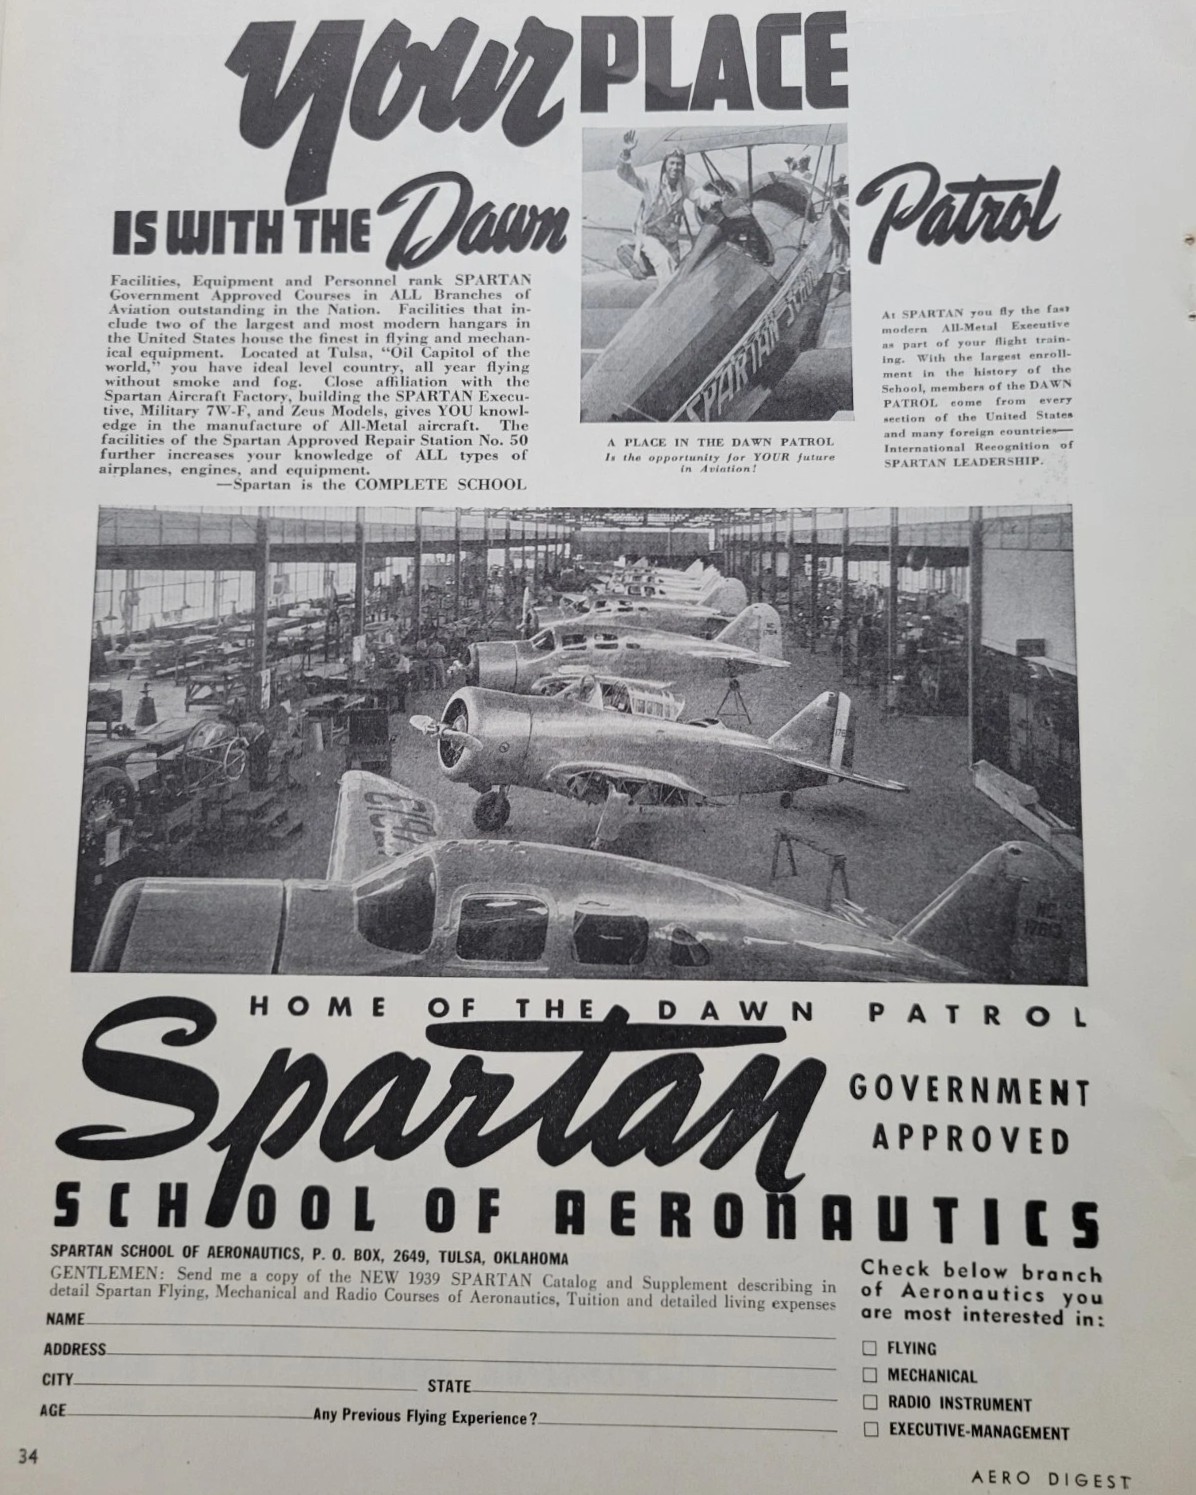 Your PLACE
IS WITH THE Dawn Patrol
Facilities, Equipment and Personnel rank SPARTAN
Government Approved Courses in ALL Branches of
Aviation outstanding in the Nation. Facilities that in-
clude two of the largest and most modern hangars in
the United States house the finest in flying and mechan-
ical equipment. Located at Tulsa, “Oil Capitol of the
world,” you have ideal level country, all year flying
without smoke and fog. Close affiliation with the
Spartan Aircraft Factory, building the SPARTAN Execu-
tive, Military 7W-F, and Zeus Models, gives YOU knowl-
edge in the manufacture of All-Metal aircraft. The
facilities of the Spartan Approved Repair Station No. 50
further increases your knowledge of ALL types of
airplanes, engines, and equipment.
—Spartan is the COMPLETE SCHOOL
SPARTAN SCHOOL
A PLACE IN THE DAWN PATROL
Is the opportunity for YOUR future
in Aviation!
At SPARTAN you fly the fast
modern All-Metal Executive
as part of your flight train-
ing. With the largest enroll-
ment in the history of the
School, members of the DAWN
PATROL come from every
section of the United States
and many foreign countries—
International Recognition of
SPARTAN LEADERSHIP.
NC
17613
HOME OF THE DAWN PATROL
Spartan
GOVERNMENT
APPROVED
SCHOOL OF AERONAUTICS
SPARTAN SCHOOL OF AERONAUTICS, P. O. BOX, 2649, TULSA, OKLAHOMA
GENTLEMEN: Send me a copy of the NEW 1939 SPARTAN Catalog and Supplement describing in
detail Spartan Flying, Mechanical and Radio Courses of Aeronautics, Tuition and detailed living expenses
NAME
ADDRESS
CITY STATE
AGE Any Previous Flying Experience?
Check below branch
of Aeronautics you
are most interested in:
☐ FLYING
☐ MECHANICAL
☐ RADIO INSTRUMENT
☐ EXECUTIVE-MANAGEMENT
34
AERO DIGEST